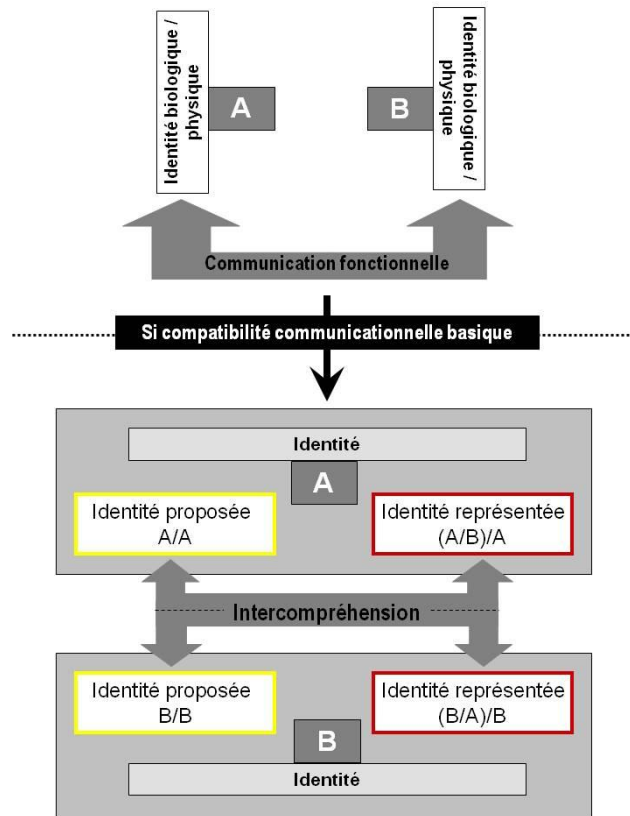 Identité biologique /
physique
A
B
Identité biologique /
physique
Communication fonctionnelle
Si compatibilité communicationnelle basique
Identité
A
Identité proposée
A/A
Identité représentée
(A/B)/A
Intercompréhension
Identité proposée
B/B
Identité représentée
(B/A)/B
B
Identité